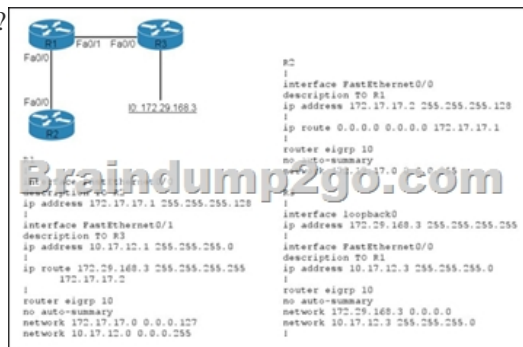 ?
R1
Fa0/1
Fa0/0
R3
Fa0/0
Fa0/0
R2
l0: 172.29.168.3
R1
!
interface FastEthernet0/0
description TO R2
ip address 172.17.17.1 255.255.255.128
!
interface FastEthernet0/1
description TO R3
ip address 10.17.12.1 255.255.255.0
!
ip route 172.29.168.3 255.255.255.255
172.17.17.2
!
router eigrp 10
no auto-summary
network 172.17.17.0 0.0.0.127
network 10.17.12.0 0.0.0.255
R2
!
interface FastEthernet0/0
description TO R1
ip address 172.17.17.2 255.255.255.128
!
ip route 0.0.0.0 0.0.0.0 172.17.17.1
!
router eigrp 10
no auto-summary
Braindump2go.com
!
interface loopback0
ip address 172.29.168.3 255.255.255.255
!
interface FastEthernet0/0
description TO R1
ip address 10.17.12.3 255.255.255.0
!
router eigrp 10
no auto-summary
network 172.29.168.3 0.0.0.0
network 10.17.12.3 255.255.255.0
!